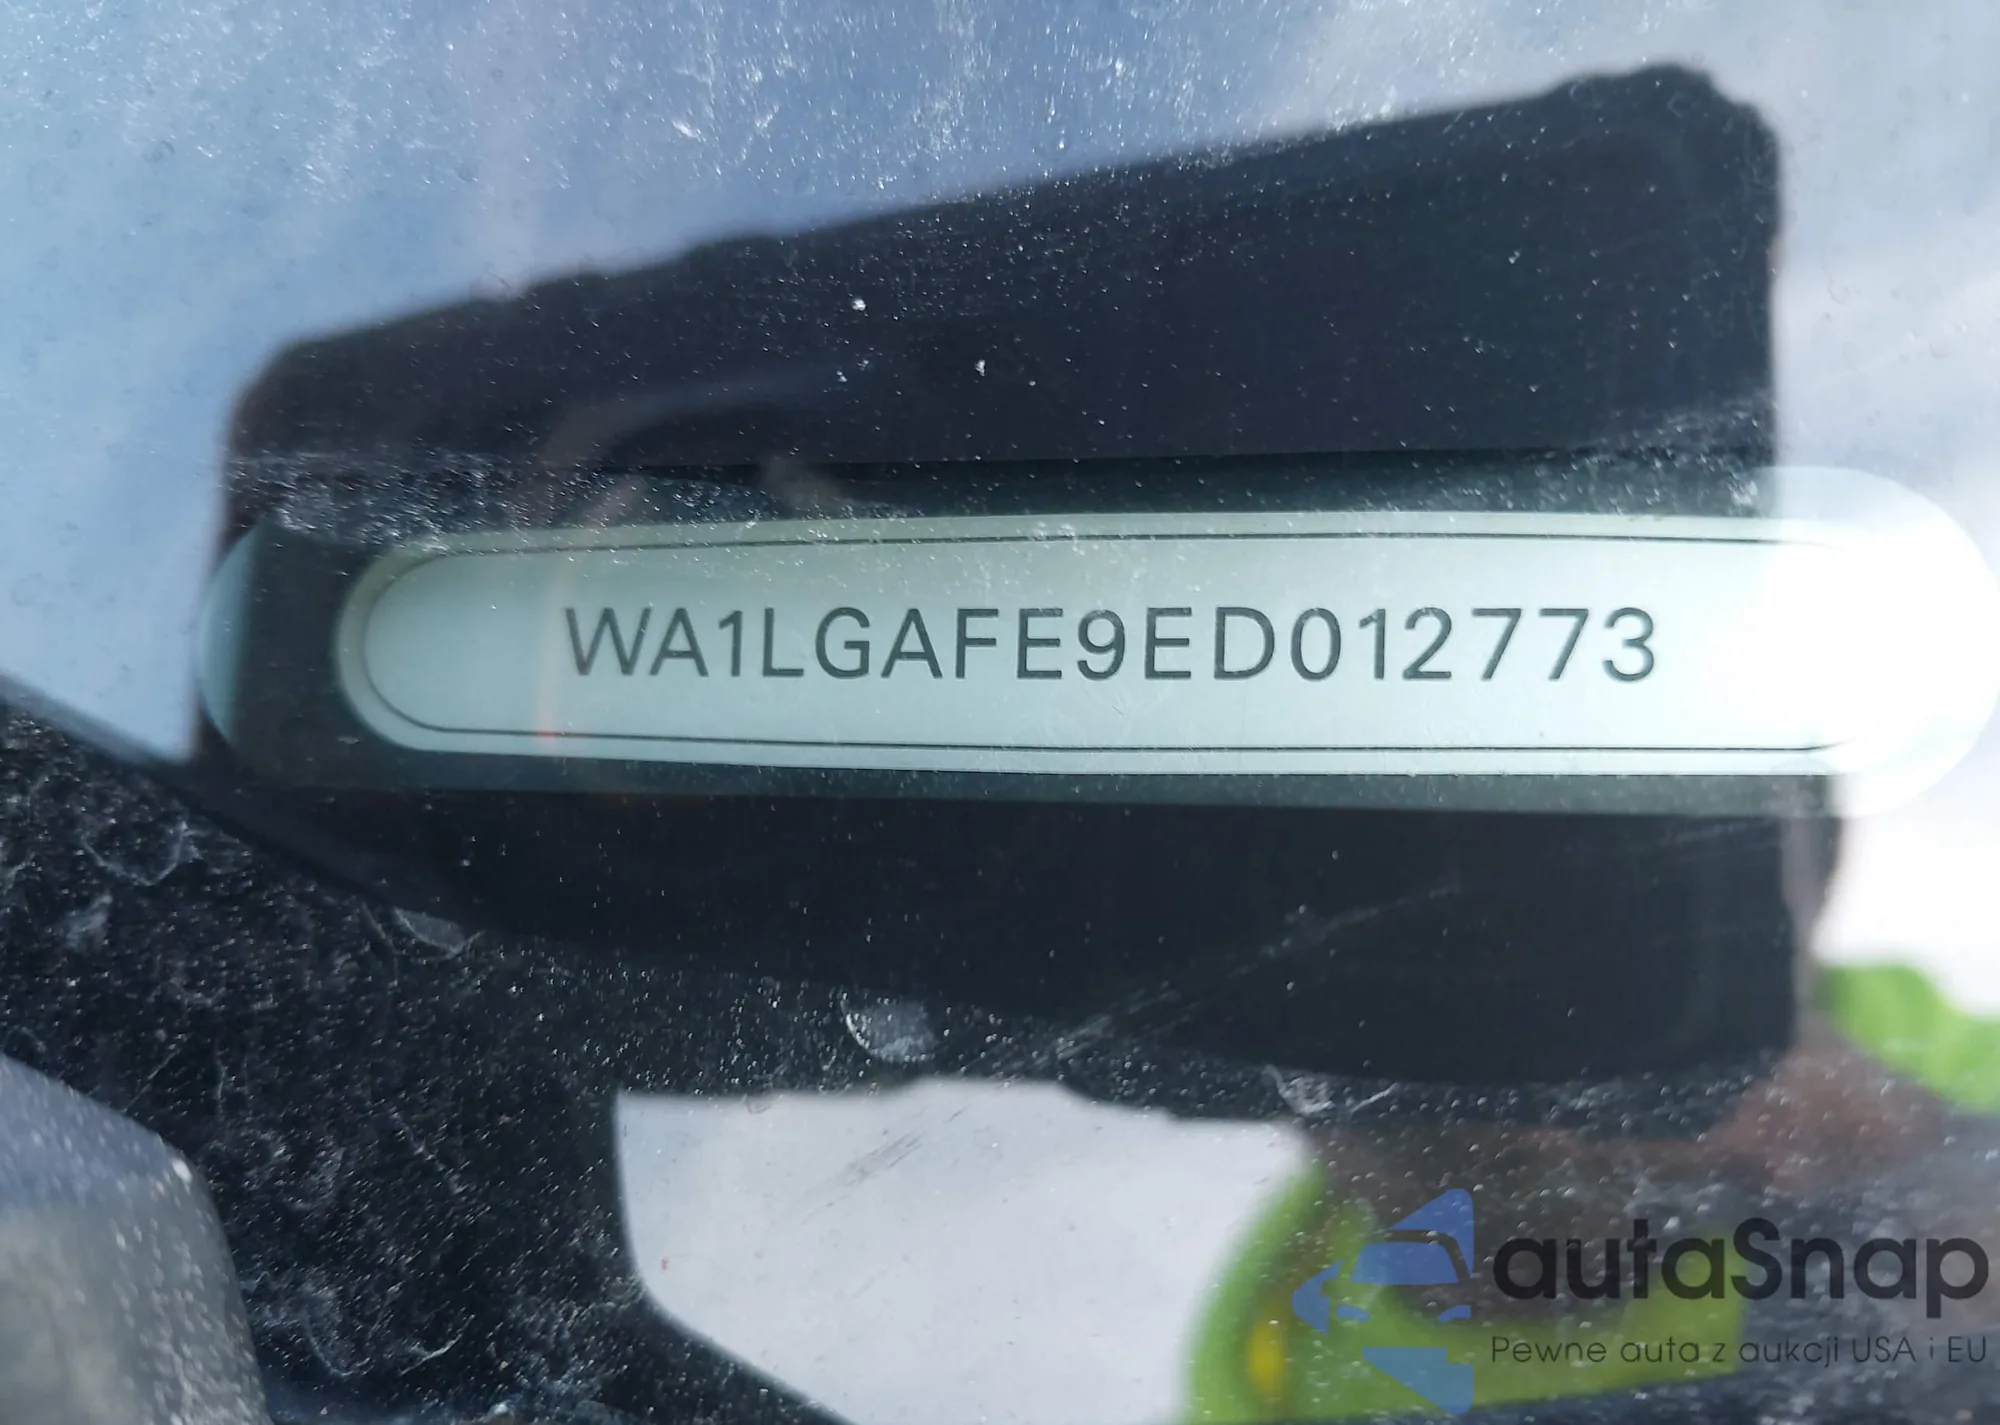 WA1LGAFE9ED012773
autaSnap
Pewne auta z aukcji USA i EU